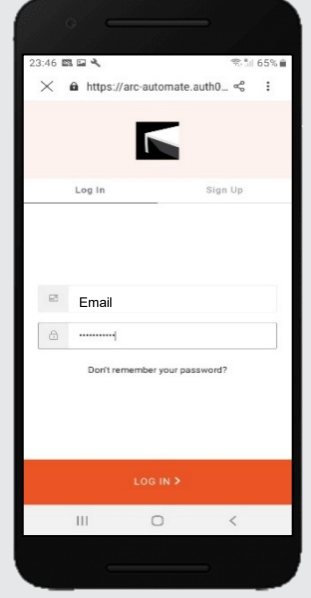 23:46 65%
https://arc-automate.auth0...
Log In Sign Up
Email
Don't remember your password?
LOG IN >